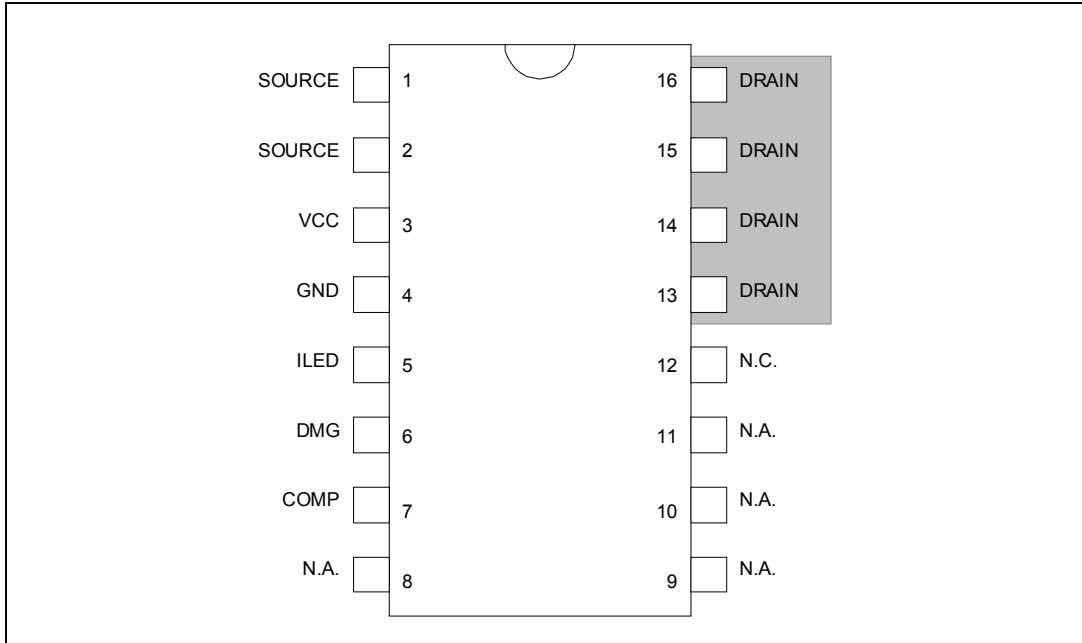 SOURCE 1 16 DRAIN
SOURCE 2 15 DRAIN
VCC 3 14 DRAIN
GND 4 13 DRAIN
ILED 5 12 N.C.
DMG 6 11 N.A.
COMP 7 10 N.A.
N.A. 8 9 N.A.